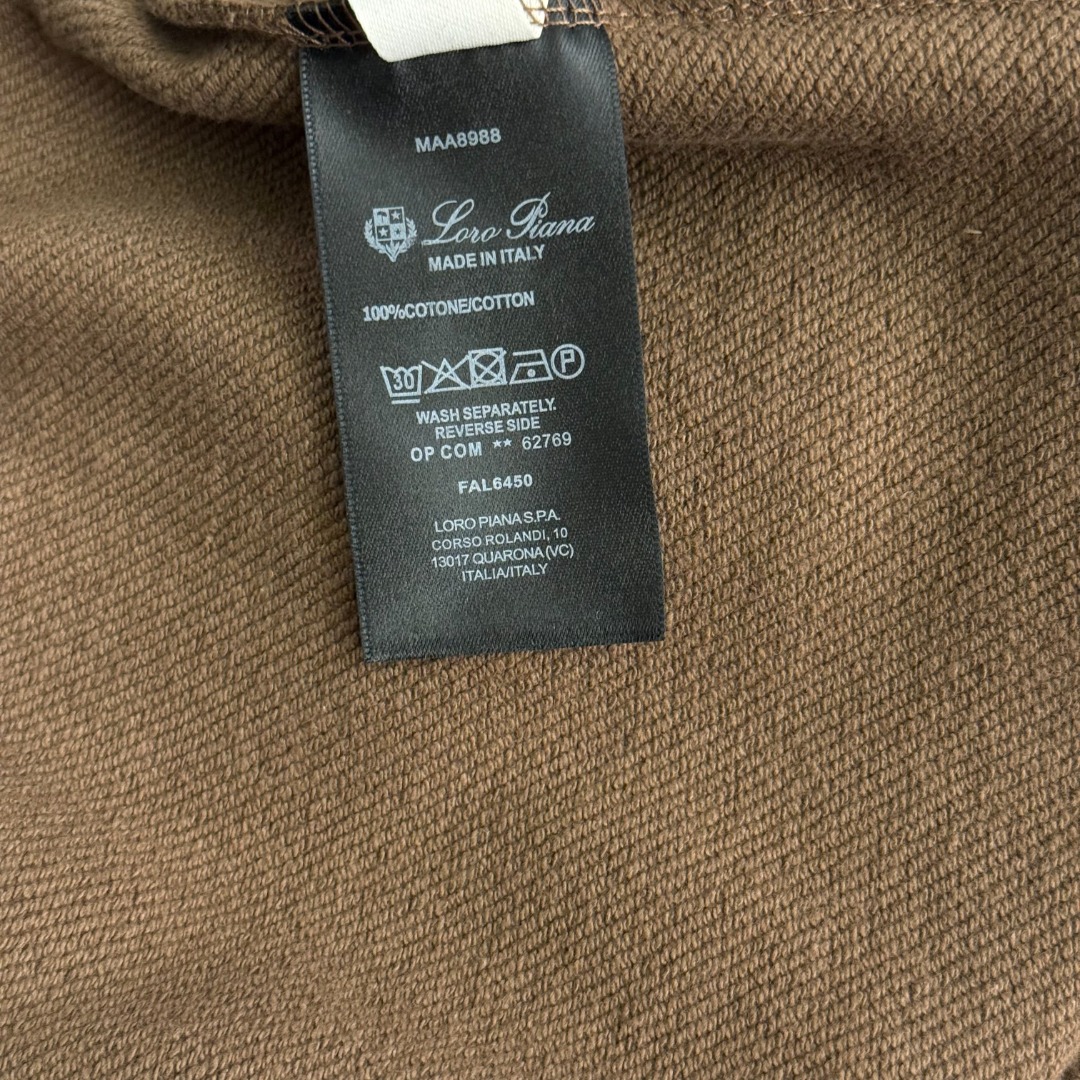 MAA8988
Loro Piana
MADE IN ITALY
100%COTONE/COTTON
30 P
WASH SEPARATELY.
REVERSE SIDE
OP COM ** 62769
FAL6450
LORO PIANA S.P.A.
CORSO ROLANDI, 10
13017 QUARONA (VC)
ITALIA/ITALY